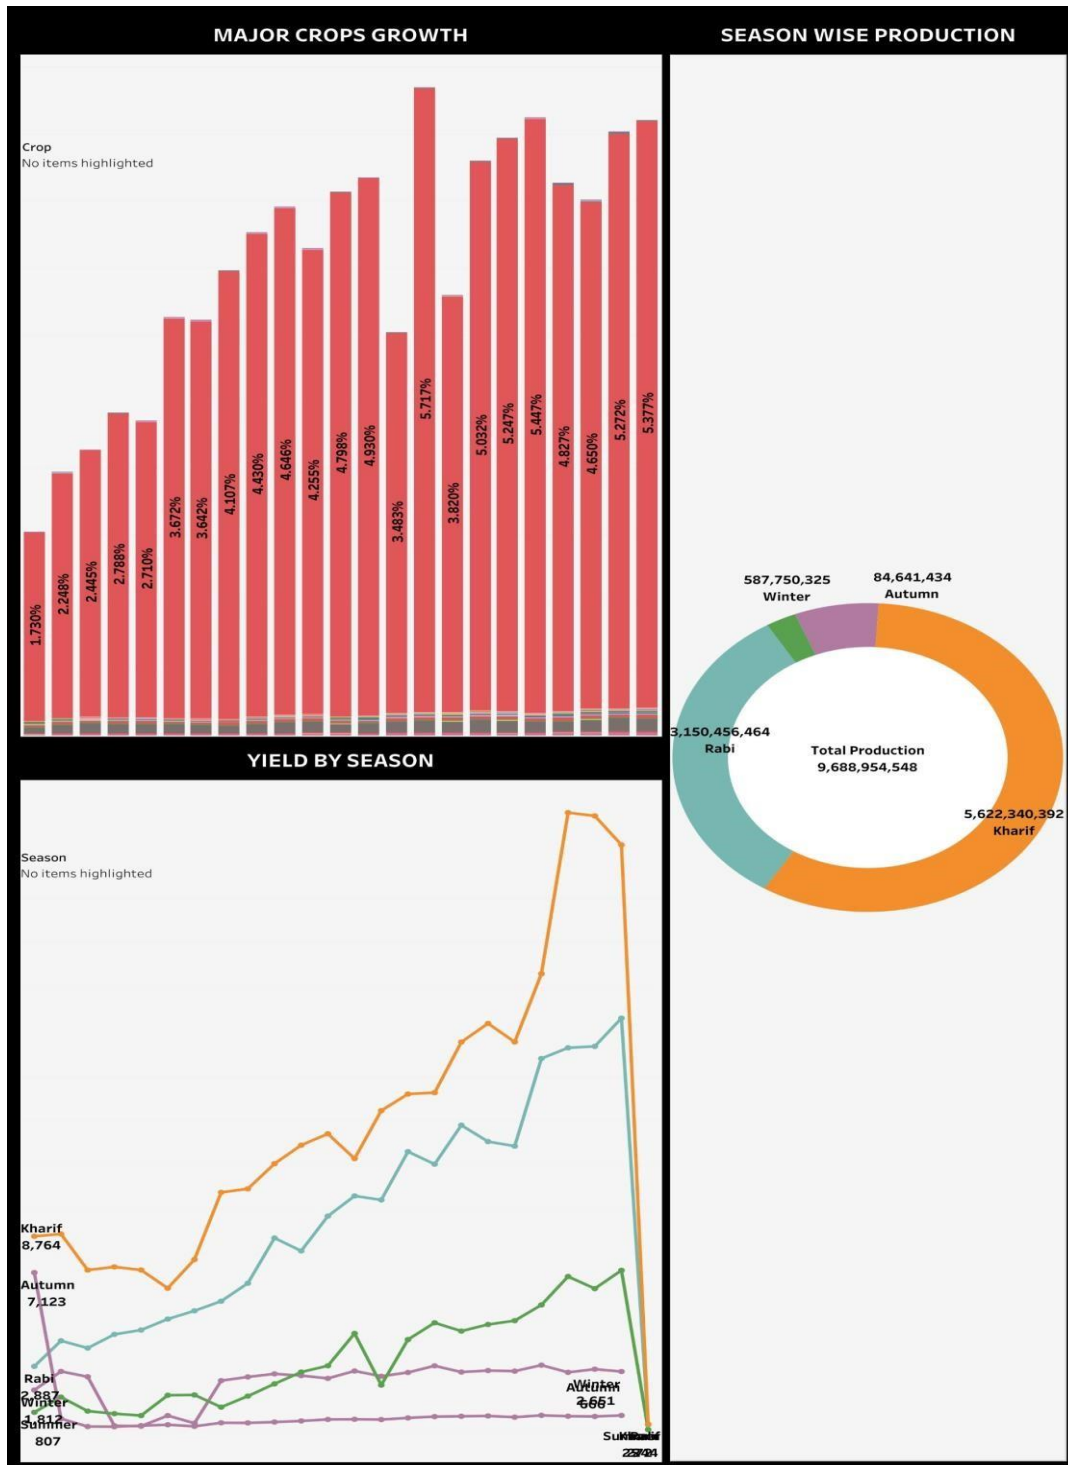 MAJOR CROPS GROWTH
SEASON WISE PRODUCTION
Crop
No items highlighted
1.730%
2.248%
2.445%
2.788%
2.710%
3.672%
3.642%
4.107%
4.430%
4.646%
4.255%
4.798%
4.930%
3.483%
5.717%
3.820%
5.032%
5.247%
5.447%
4.827%
4.650%
5.272%
5.377%
587,750,325
Winter
84,641,434
Autumn
3,150,456,464
Rabi
Total Production
9,688,954,548
5,622,340,392
Kharif
YIELD BY SEASON
Season
No items highlighted
Kharif
8,764
Autumn
7,123
Rabi
2,887
Winter
1,812
Summer
807
Winter
2,651
Autumn